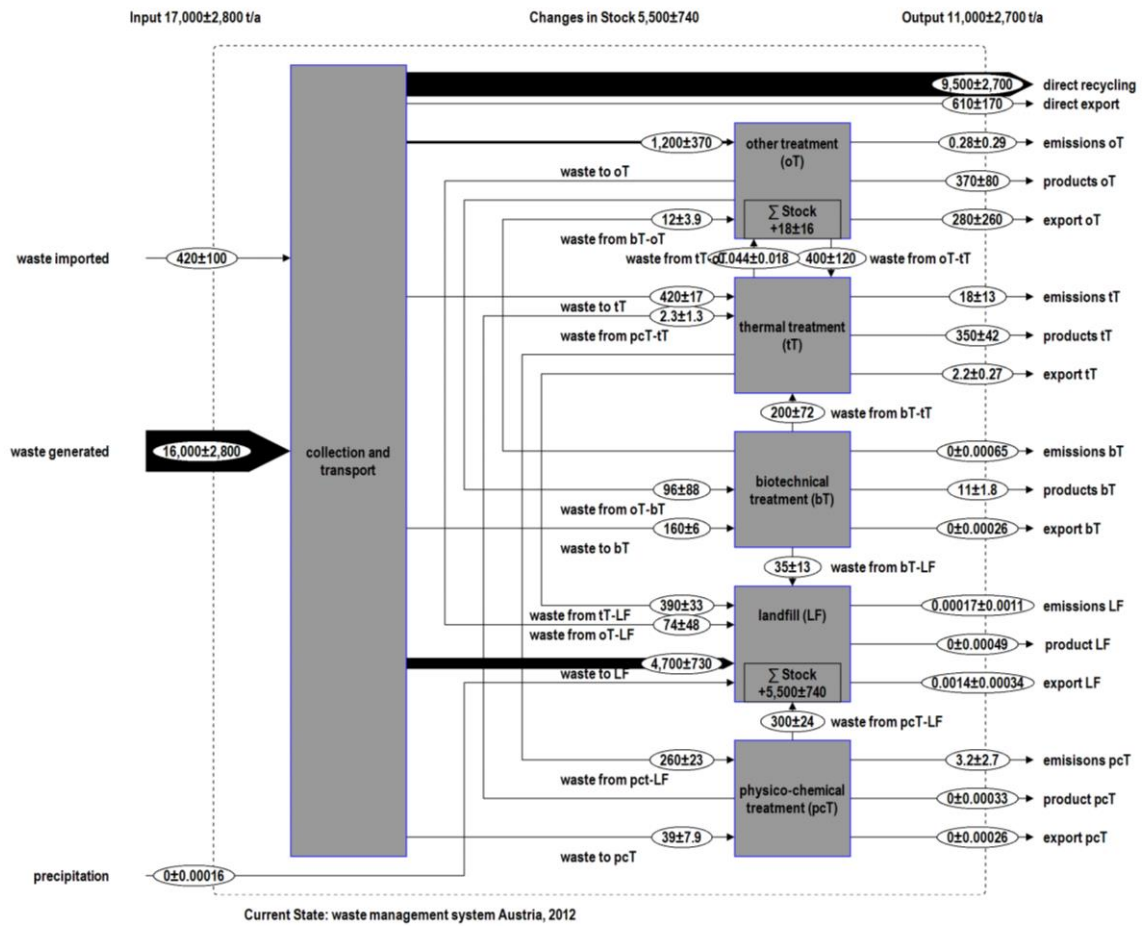 Input 17,000±2,800 t/a
Changes in Stock 5,500±740
Output 11,000±2,700 t/a
9,500±2,700
direct recycling
610±170
direct export
1,200±370
other treatment
(oT)
0.28±0.29
emissions oT
waste to oT
370±80
products oT
12±3.9
∑ Stock
+18±16
280±260
export oT
waste from bT-oT
waste imported
420±100
waste from tT-oT
0.044±0.018
400±120
waste from oT-tT
420±17
18±13
emissions tT
waste to tT
2.3±1.3
waste from pcT-tT
thermal treatment
(tT)
350±42
products tT
2.2±0.27
export tT
200±72
waste from bT-tT
waste generated
16,000±2,800
collection and
transport
0±0.00065
emissions bT
96±88
biotechnical
treatment (bT)
11±1.8
products bT
waste from oT-bT
160±6
0±0.00026
export bT
waste to bT
35±13
waste from bT-LF
390±33
landfill (LF)
0.00017±0.0011
emissions LF
waste from tT-LF
74±48
waste from oT-LF
0±0.00049
product LF
4,700±730
waste to LF
∑ Stock
+5,500±740
0.0014±0.00034
export LF
300±24
waste from pcT-LF
260±23
3.2±2.7
emisisons pcT
waste from pct-LF
physico-chemical
treatment (pcT)
0±0.00033
product pcT
39±7.9
0±0.00026
export pcT
waste to pcT
precipitation
0±0.00016
Current State: waste management system Austria, 2012